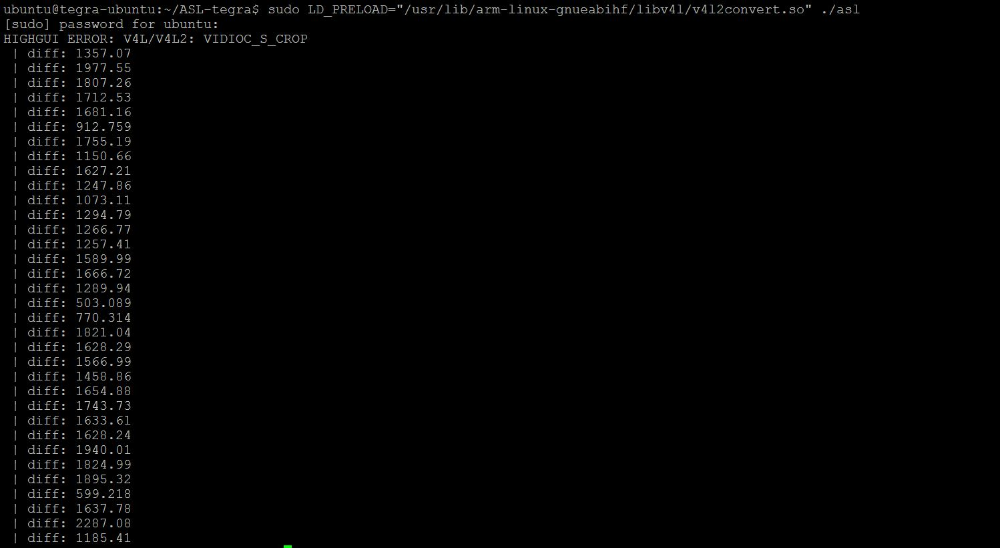 ubuntu@tegra-ubuntu:~/ASL-tegra$ sudo LD_PRELOAD="/usr/lib/arm-linux-gnueabihf/libv4l/v4l2convert.so" ./asl
[sudo] password for ubuntu:
HIGHGUI ERROR: V4L/V4L2: VIDIOC_S_CROP
 | diff: 1357.07
 | diff: 1977.55
 | diff: 1807.26
 | diff: 1712.53
 | diff: 1681.16
 | diff: 912.759
 | diff: 1755.19
 | diff: 1150.66
 | diff: 1627.21
 | diff: 1247.86
 | diff: 1073.11
 | diff: 1294.79
 | diff: 1266.77
 | diff: 1257.41
 | diff: 1589.99
 | diff: 1666.72
 | diff: 1289.94
 | diff: 503.089
 | diff: 770.314
 | diff: 1821.04
 | diff: 1628.29
 | diff: 1566.99
 | diff: 1458.86
 | diff: 1654.88
 | diff: 1743.73
 | diff: 1633.61
 | diff: 1628.24
 | diff: 1940.01
 | diff: 1824.99
 | diff: 1895.32
 | diff: 599.218
 | diff: 1637.78
 | diff: 2287.08
 | diff: 1185.41